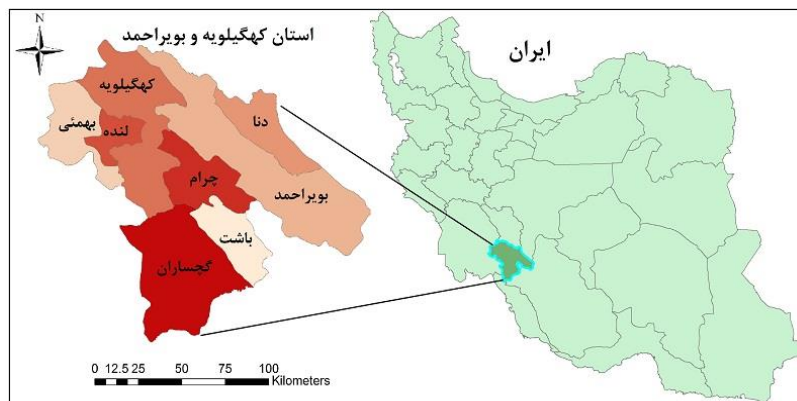 استان کهگیلویه و بویراحمد
ایران
N
کهگیلویه
دنا
بهمئی
لنده
چرام
بویراحمد
باشت
گچساران
0 12.5 25 50 75 100
Kilometers